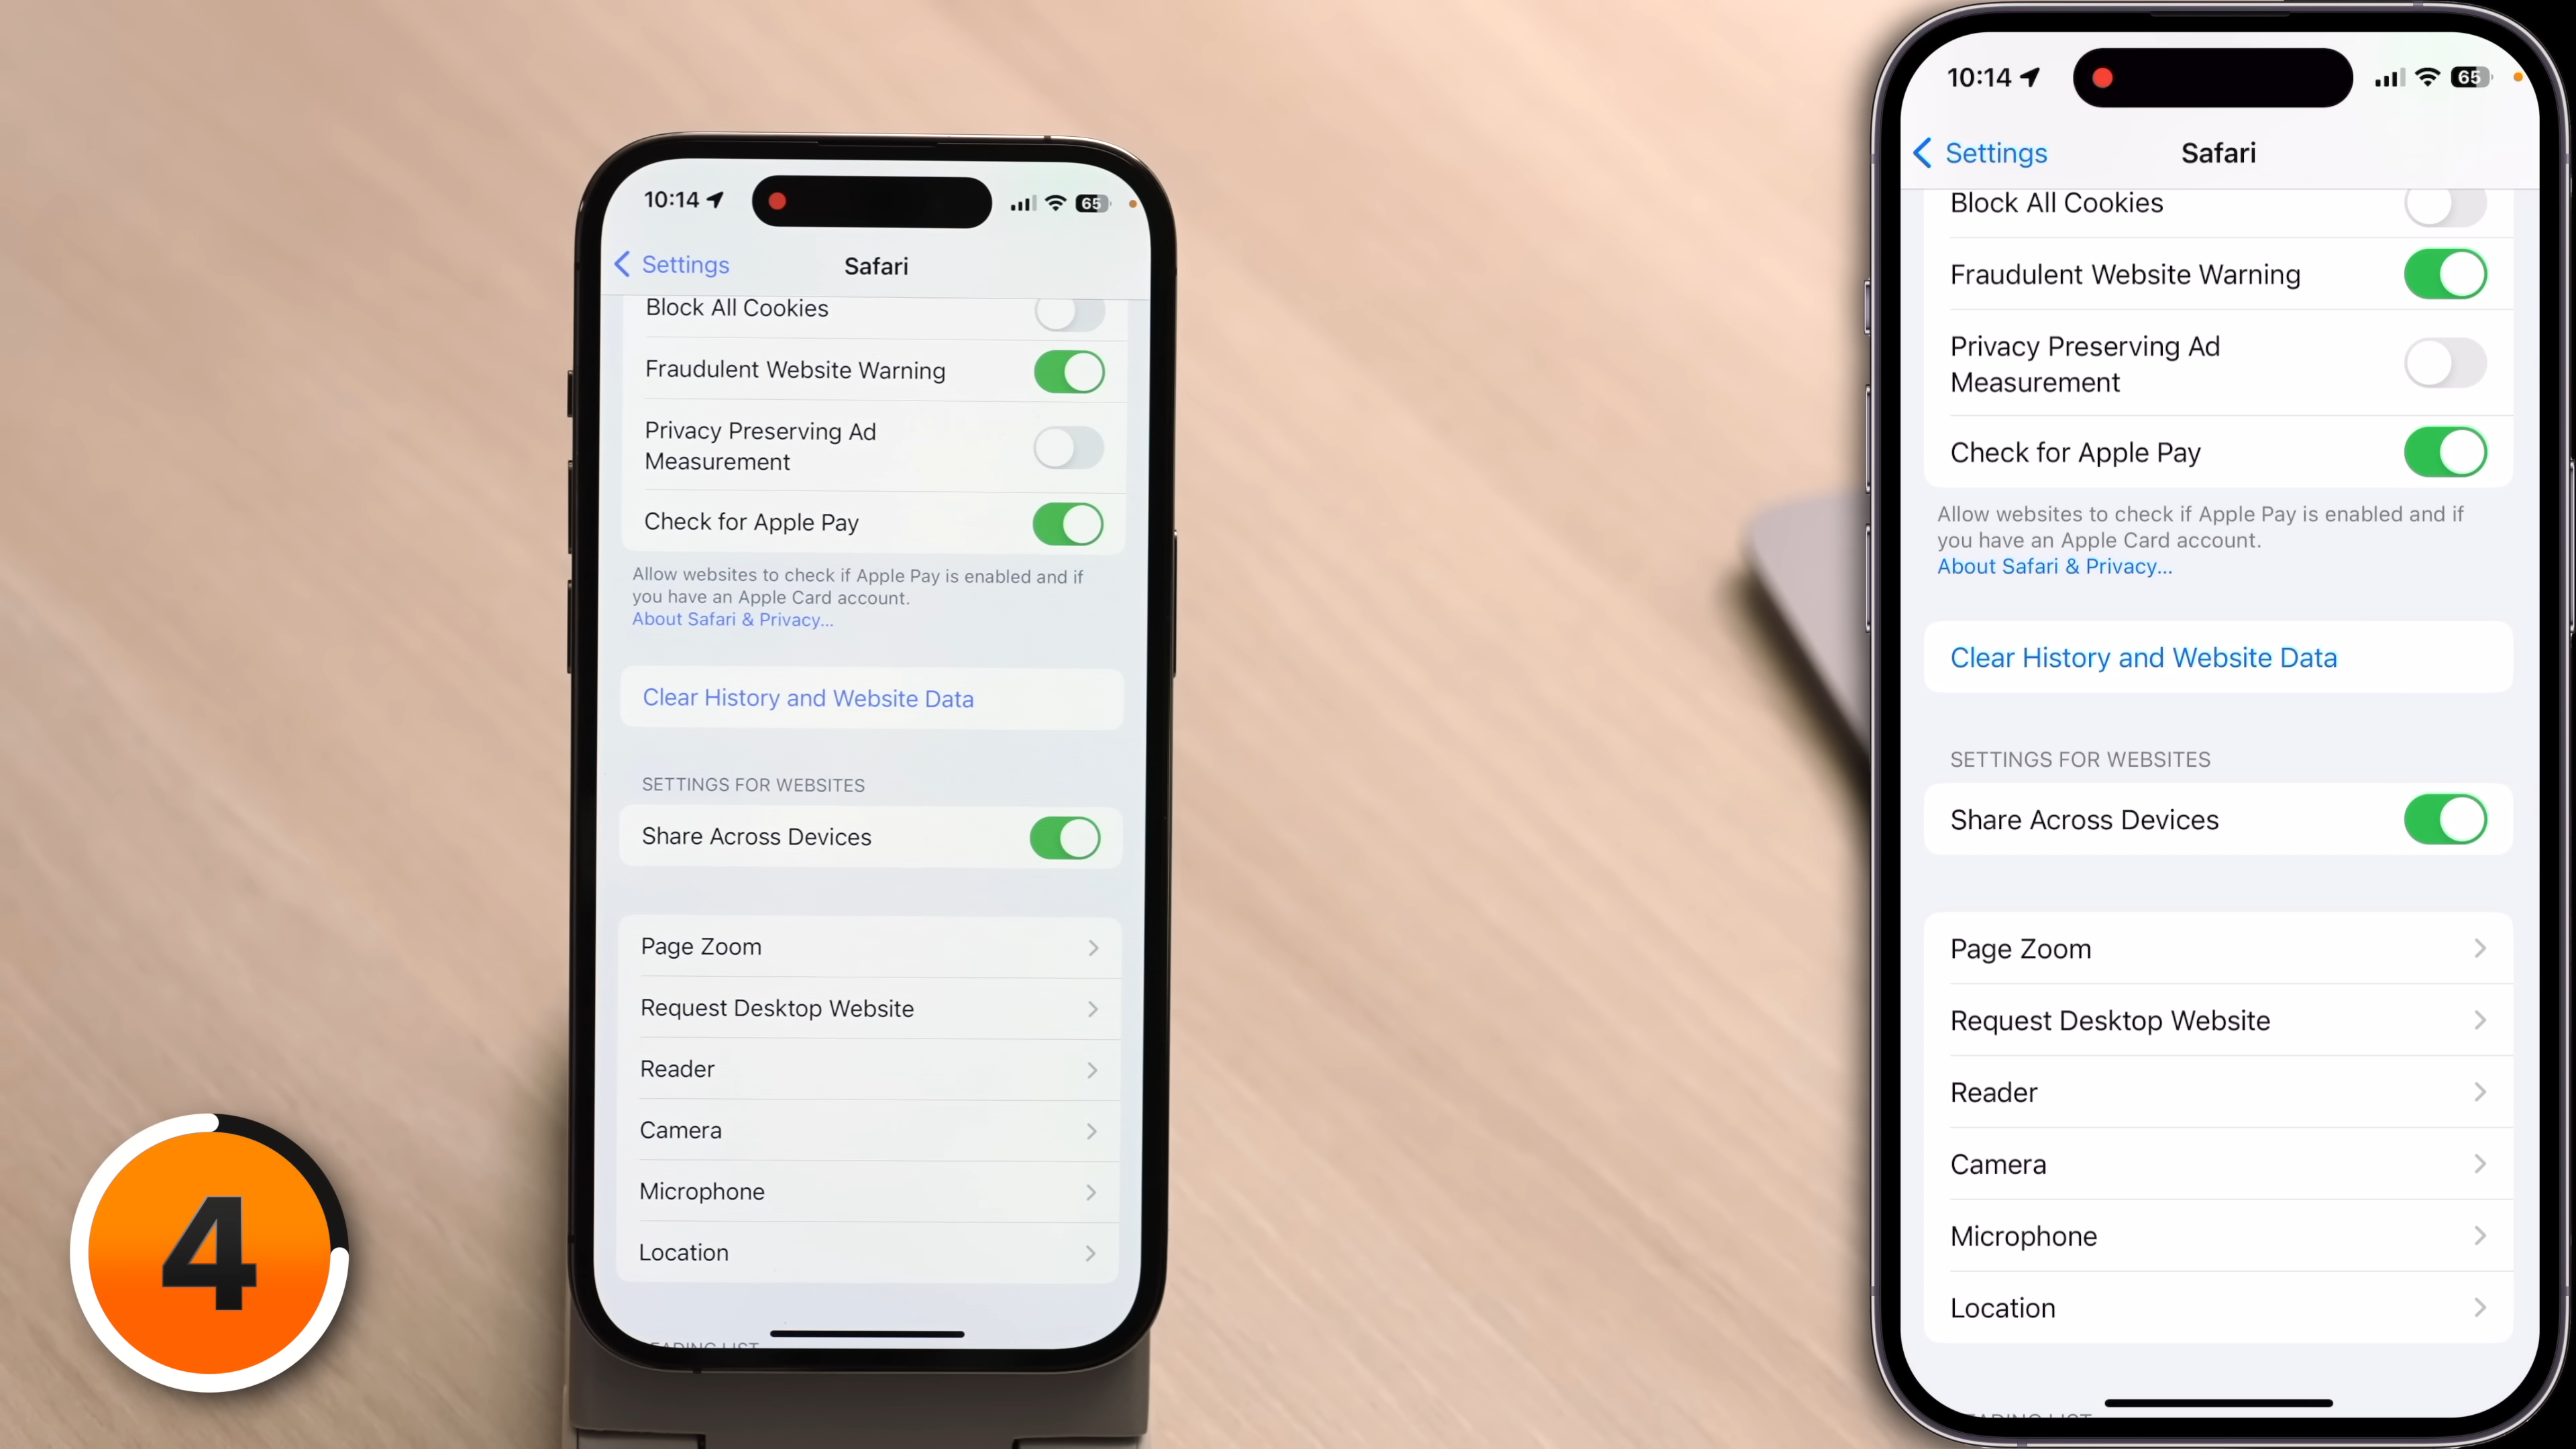 10:14
65
Settings
Safari
Block All Cookies
Fraudulent Website Warning
Privacy Preserving Ad
Measurement
Check for Apple Pay
Allow websites to check if Apple Pay is enabled and if
you have an Apple Card account.
About Safari & Privacy...
Clear History and Website Data
SETTINGS FOR WEBSITES
Share Across Devices
Page Zoom
Request Desktop Website
Reader
Camera
Microphone
Location
4
10:14
65
Settings
Safari
Block All Cookies
Fraudulent Website Warning
Privacy Preserving Ad
Measurement
Check for Apple Pay
Allow websites to check if Apple Pay is enabled and if
you have an Apple Card account.
About Safari & Privacy...
Clear History and Website Data
SETTINGS FOR WEBSITES
Share Across Devices
Page Zoom
Request Desktop Website
Reader
Camera
Microphone
Location